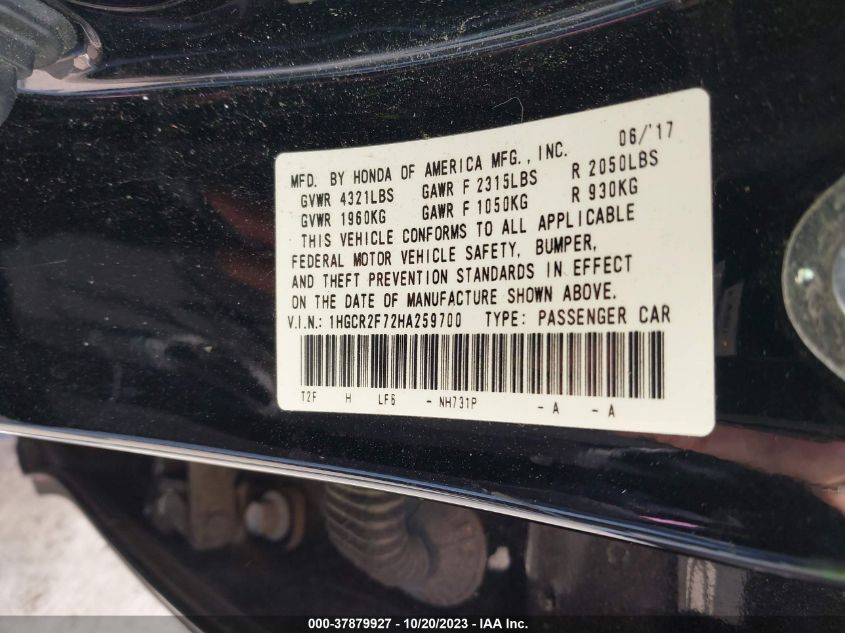 06/'17
MFD. BY HONDA OF AMERICA MFG., INC.
GVWR 4321LBS GAWR F 2315LBS R 2050LBS
GVWR 1960KG GAWR F 1050KG R 930KG
THIS VEHICLE CONFORMS TO ALL APPLICABLE
FEDERAL MOTOR VEHICLE SAFETY, BUMPER,
AND THEFT PREVENTION STANDARDS IN EFFECT
ON THE DATE OF MANUFACTURE SHOWN ABOVE.
V.I.N.: 1HGCR2F72HA259700 TYPE: PASSENGER CAR
T2F H LF6 - NH731P - A - A
000-37879927 - 10/20/2023 - IAA Inc.